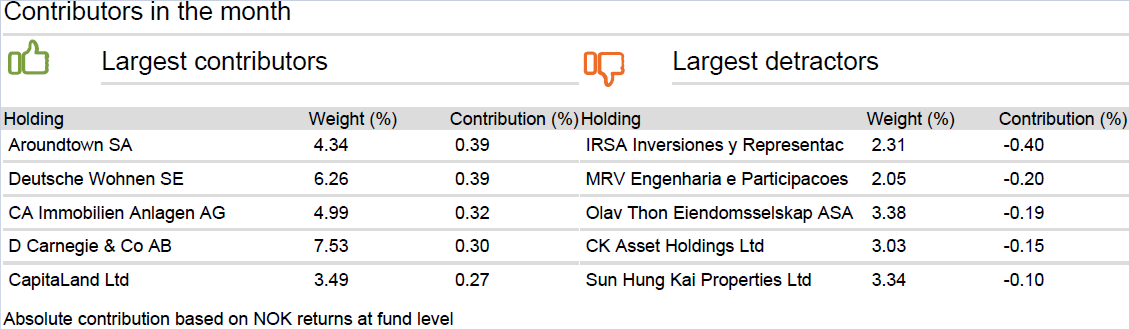 Contributors in the month
Largest contributors
Largest detractors
Holding Weight (%) Contribution (%) Holding Weight (%) Contribution (%)
Aroundtown SA 4.34 0.39 IRSA Inversiones y Representac 2.31 -0.40
Deutsche Wohnen SE 6.26 0.39 MRV Engenharia e Participacoes 2.05 -0.20
CA Immobilien Anlagen AG 4.99 0.32 Olav Thon Eiendomsselskap ASA 3.38 -0.19
D Carnegie & Co AB 7.53 0.30 CK Asset Holdings Ltd 3.03 -0.15
CapitaLand Ltd 3.49 0.27 Sun Hung Kai Properties Ltd 3.34 -0.10
Absolute contribution based on NOK returns at fund level